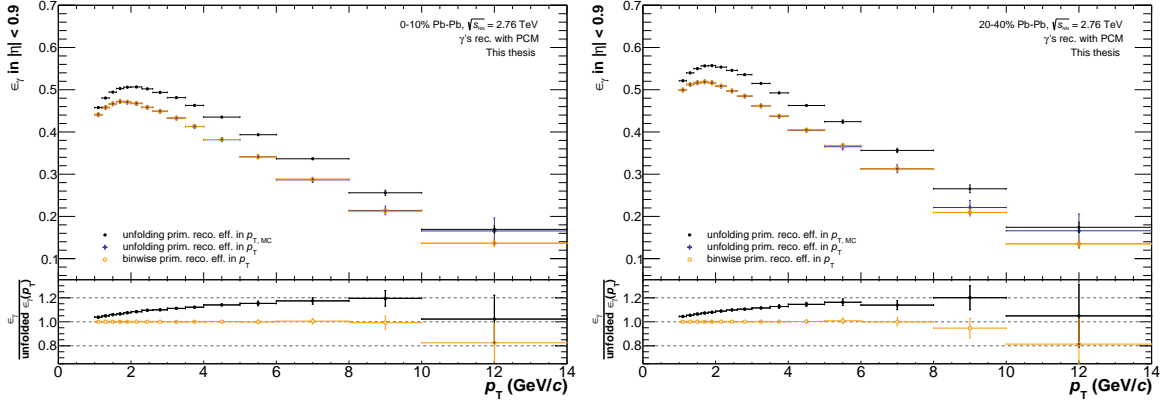 0-10% Pb-Pb, √s_NN = 2.76 TeV
γ's rec. with PCM
This thesis
ε_γ in |η| < 0.9
0.7
0.6
0.5
0.4
0.3
0.2
0.1
unfolding prim. reco. eff. in p_T, MC
unfolding prim. reco. eff. in p_T
binwise prim. reco. eff. in p_T
ε_γ
unfolded ε_γ(p_T)
1.2
1.0
0.8
0 2 4 6 8 10 12 14
p_T (GeV/c)
20-40% Pb-Pb, √s_NN = 2.76 TeV
γ's rec. with PCM
This thesis
ε_γ in |η| < 0.9
0.7
0.6
0.5
0.4
0.3
0.2
0.1
unfolding prim. reco. eff. in p_T, MC
unfolding prim. reco. eff. in p_T
binwise prim. reco. eff. in p_T
ε_γ
unfolded ε_γ(p_T)
1.2
1.0
0.8
0 2 4 6 8 10 12 14
p_T (GeV/c)